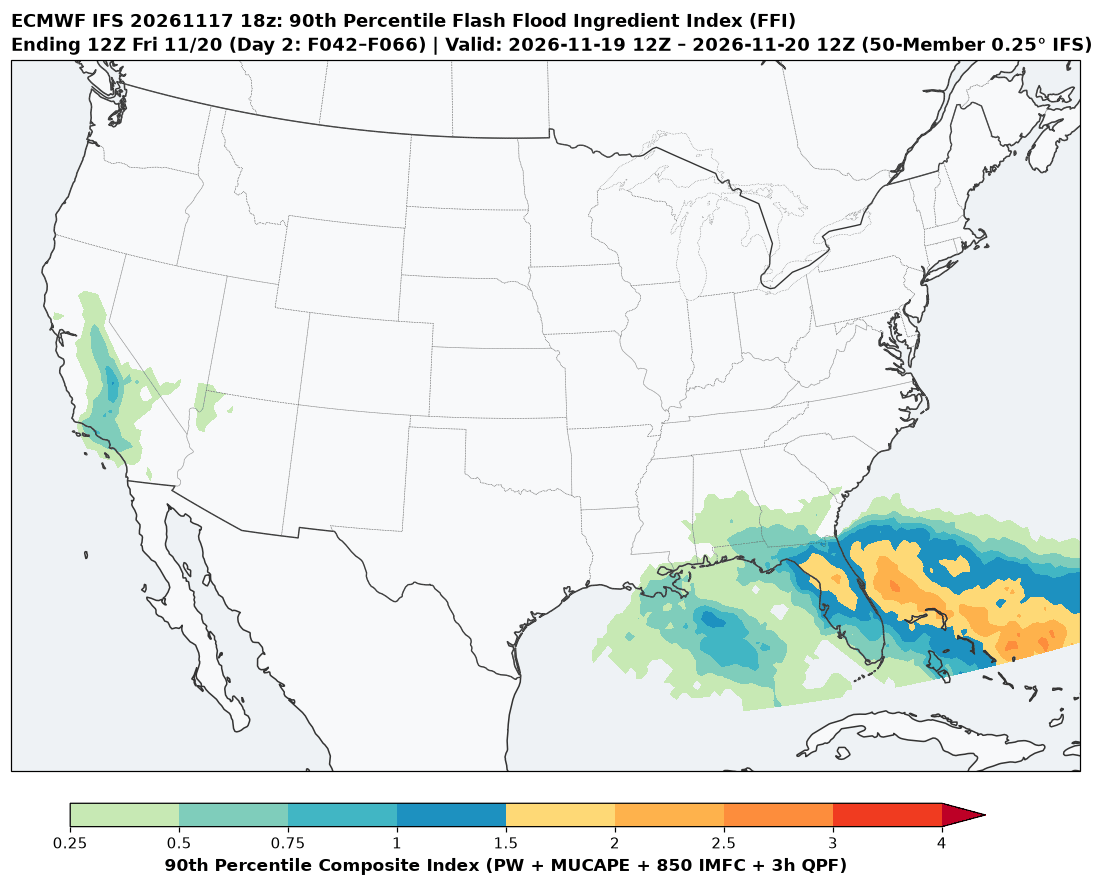 ECMWF IFS 20261117 18z: 90th Percentile Flash Flood Ingredient Index (FFI)
Ending 12Z Fri 11/20 (Day 2: F042–F066) | Valid: 2026-11-19 12Z – 2026-11-20 12Z (50-Member 0.25° IFS)
0.25 0.5 0.75 1 1.5 2 2.5 3 4
90th Percentile Composite Index (PW + MUCAPE + 850 IMFC + 3h QPF)